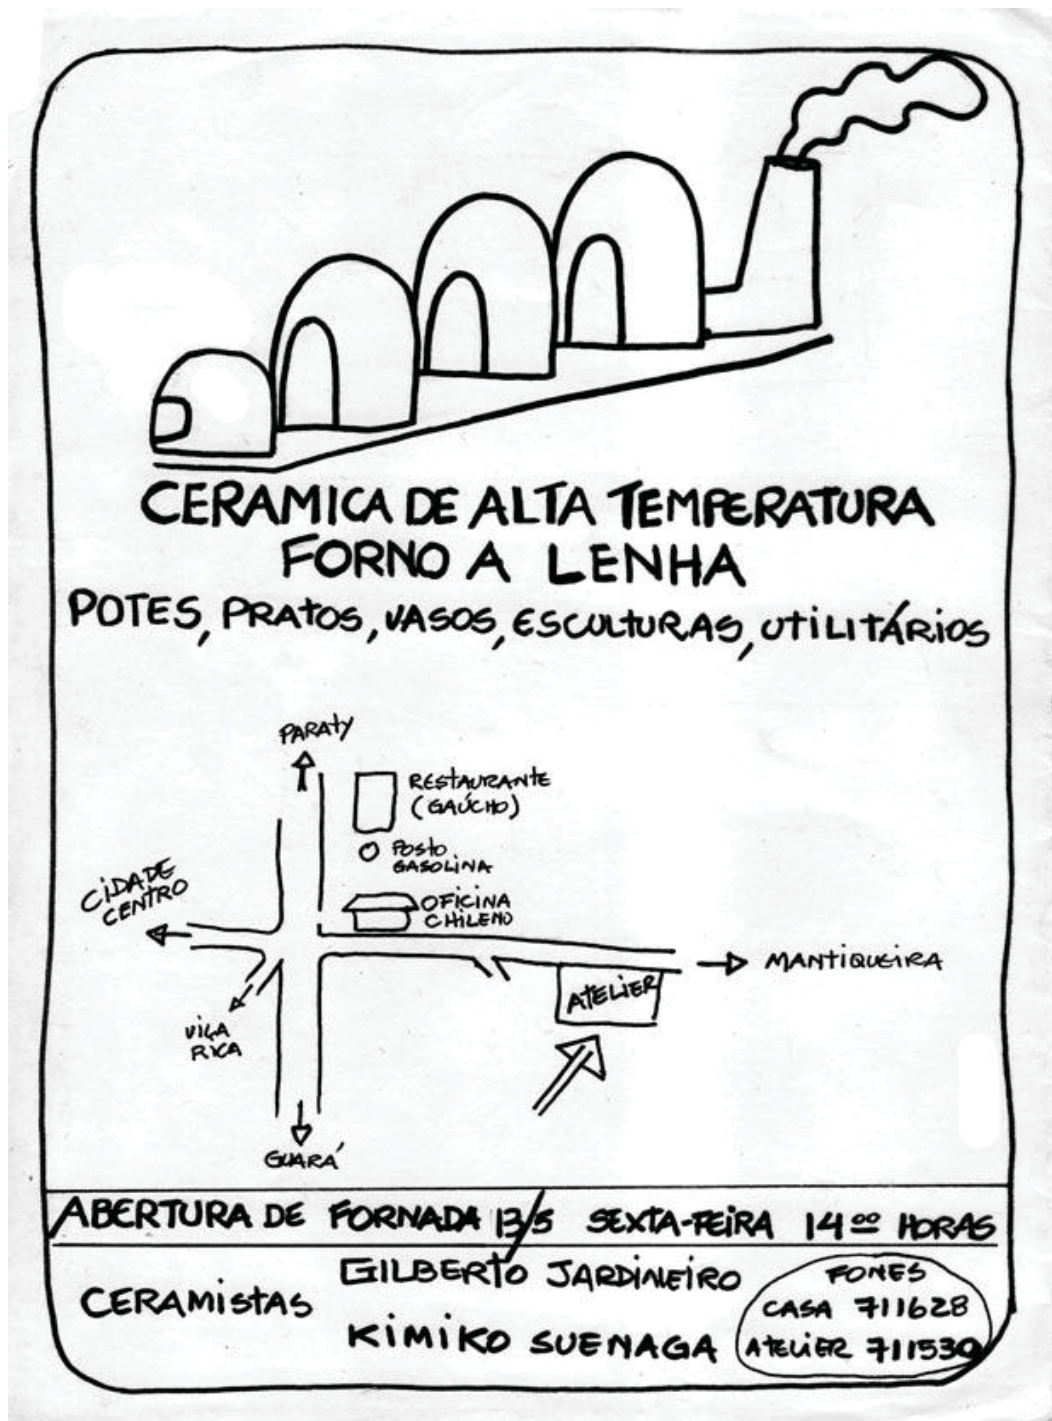 CERAMICA DE ALTA TEMPERATURA
FORNO A LENHA
POTES, PRATOS, VASOS, ESCULTURAS, UTILITÁRIOS
PARATY
RESTAURANTE
(GAÚCHO)
POSTO
GASOLINA
CIDADE
CENTRO
OFICINA
CHILENO
MANTIQUEIRA
ATELIER
VILA
RICA
GUARÁ
ABERTURA DE FORNADA 13/5 SEXTA-FEIRA 14⁰⁰ HORAS
CERAMISTAS
GILBERTO JARDINEIRO
KIMIKO SUENAGA
FONES
CASA 711628
ATELIER 711530